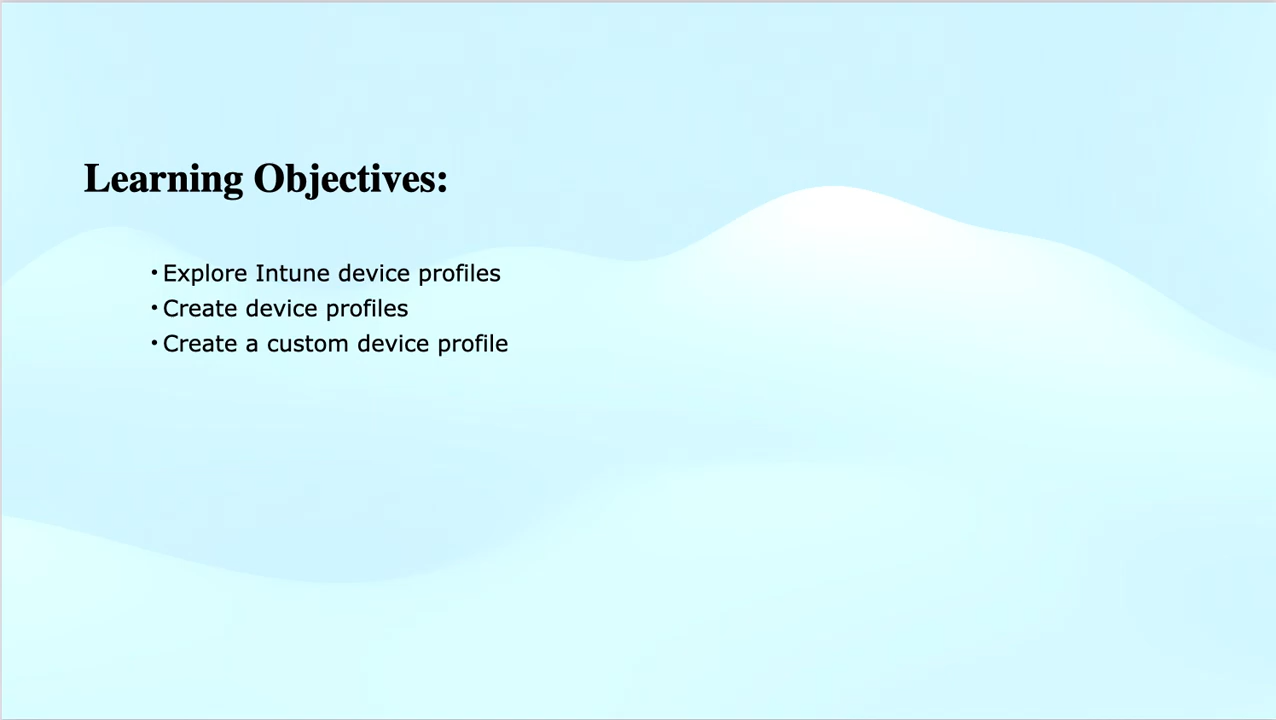 Learning Objectives:
• Explore Intune device profiles
• Create device profiles
• Create a custom device profile